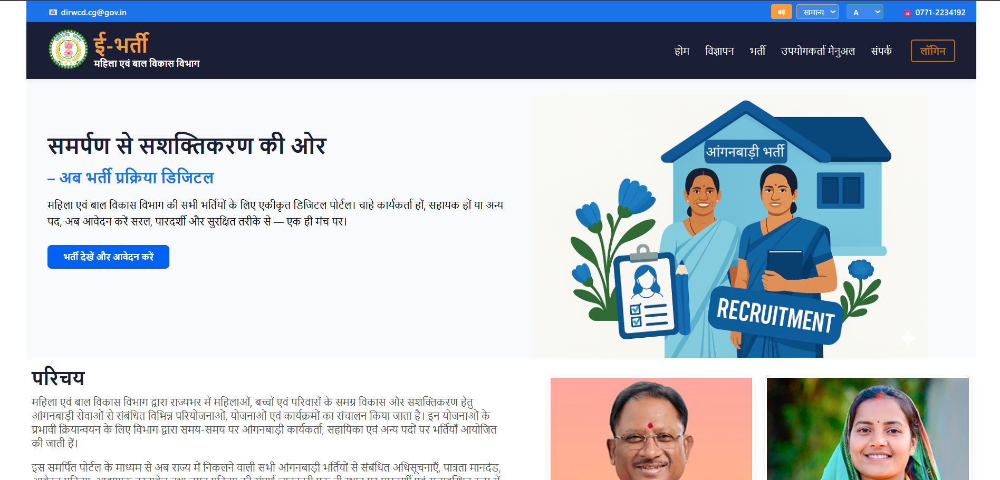 dirwcd.cg@gov.in
सामान्य
A
0771-2234192
छत्तीसगढ़ शासन
ई-भर्ती
महिला एवं बाल विकास विभाग
होम
विज्ञापन
भर्ती
उपयोगकर्ता मैनुअल
संपर्क
लॉगिन
समर्पण से सशक्तिकरण की ओर
– अब भर्ती प्रक्रिया डिजिटल
महिला एवं बाल विकास विभाग की सभी भर्तियों के लिए एकीकृत डिजिटल पोर्टल। चाहे कार्यकर्ता हों, सहायक हों या अन्य
पद, अब आवेदन करें सरल, पारदर्शी और सुरक्षित तरीके से — एक ही मंच पर।
भर्ती देखें और आवेदन करें
आंगनबाड़ी भर्ती
RECRUITMENT
परिचय
महिला एवं बाल विकास विभाग द्वारा राज्यभर में महिलाओं, बच्चों एवं परिवारों के समग्र विकास और सशक्तिकरण हेतु
आंगनबाड़ी सेवाओं से संबंधित विभिन्न परियोजनाओं, योजनाओं एवं कार्यक्रमों का संचालन किया जाता है। इन योजनाओं के
प्रभावी क्रियान्वयन के लिए विभाग द्वारा समय-समय पर आंगनबाड़ी कार्यकर्ता, सहायिका एवं अन्य पदों पर भर्तियाँ आयोजित
की जाती हैं।
इस समर्पित पोर्टल के माध्यम से अब राज्य में निकलने वाली सभी आंगनबाड़ी भर्तियों से संबंधित अधिसूचनाएँ, पात्रता मानदंड,